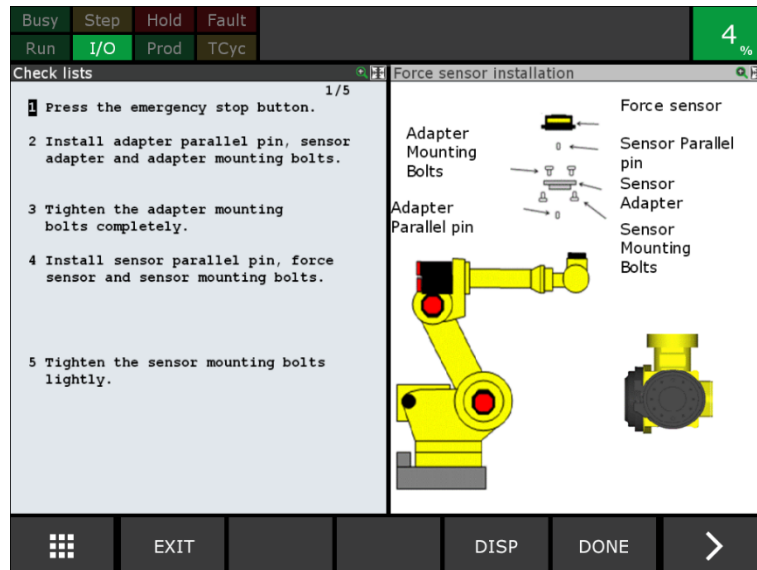 Busy Step Hold Fault
Run I/O Prod TCyc
4 %
Check lists
1/5
1 Press the emergency stop button.
2 Install adapter parallel pin, sensor
adapter and adapter mounting bolts.
3 Tighten the adapter mounting
bolts completely.
4 Install sensor parallel pin, force
sensor and sensor mounting bolts.
5 Tighten the sensor mounting bolts
lightly.
Force sensor installation
Force sensor
Adapter
Mounting
Bolts
Sensor Parallel
pin
Sensor
Adapter
Adapter
Parallel pin
Sensor
Mounting
Bolts
EXIT DISP DONE